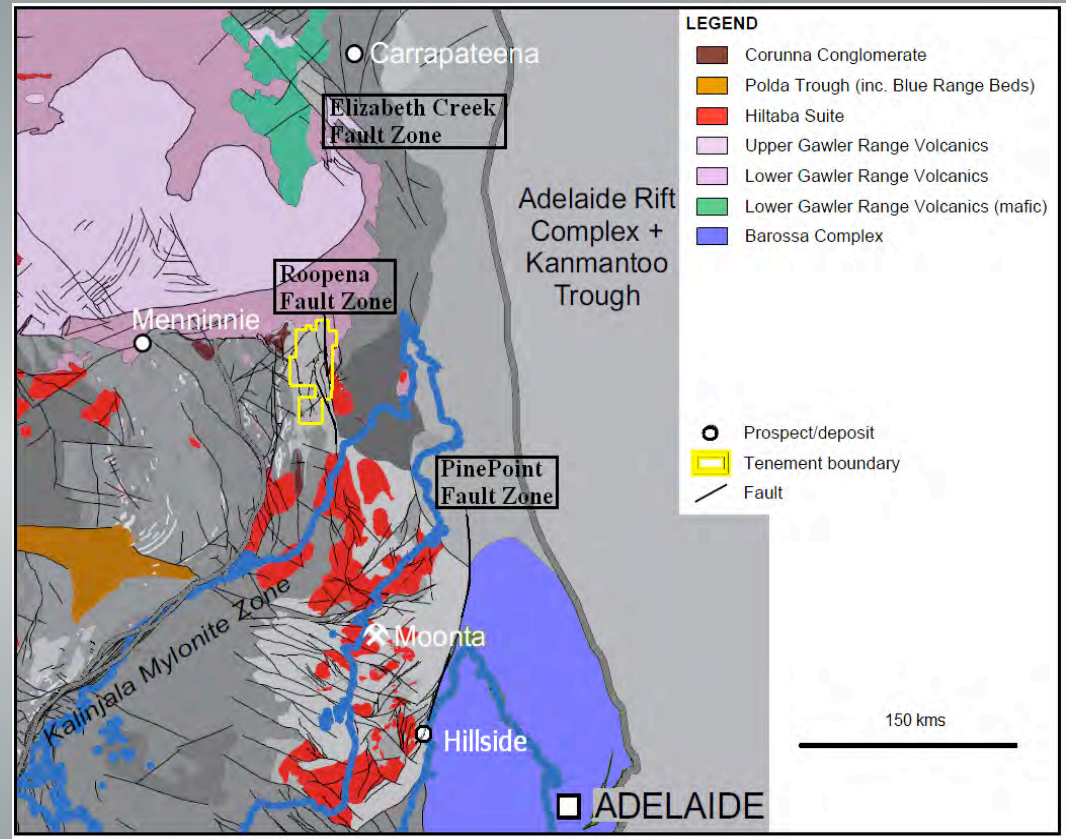 Carrapateena
Elizabeth Creek
Fault Zone
Adelaide Rift
Complex +
Kanmantoo
Trough
Roopena
Fault Zone
Menninnie
PinePoint
Fault Zone
Kalinjala Mylonite Zone
Moonta
Hillside
ADELAIDE
LEGEND
Corunna Conglomerate
Polda Trough (inc. Blue Range Beds)
Hiltaba Suite
Upper Gawler Range Volcanics
Lower Gawler Range Volcanics
Lower Gawler Range Volcanics (mafic)
Barossa Complex
Prospect/deposit
Tenement boundary
Fault
150 kms